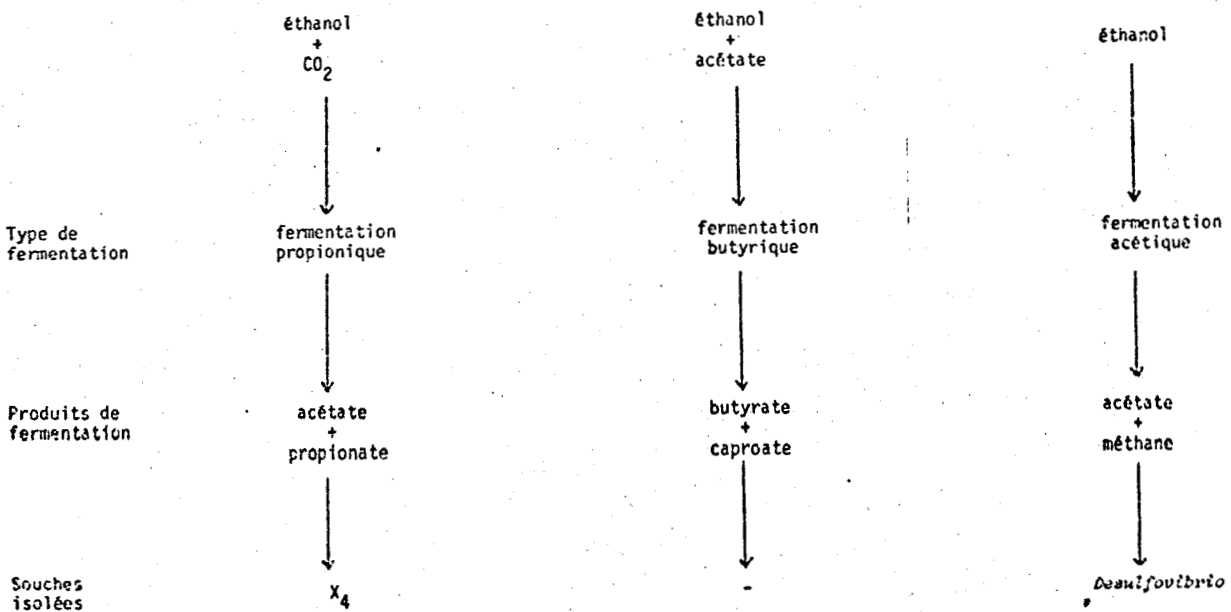 éthanol
+
CO2
éthanol
+
acétate
éthanol
Type de
fermentation
fermentation
propionique
fermentation
butyrique
fermentation
acétique
Produits de
fermentation
acétate
+
propionate
butyrate
+
caproate
acétate
+
méthane
Souches
isolées
X4
-
Desulfovibrio